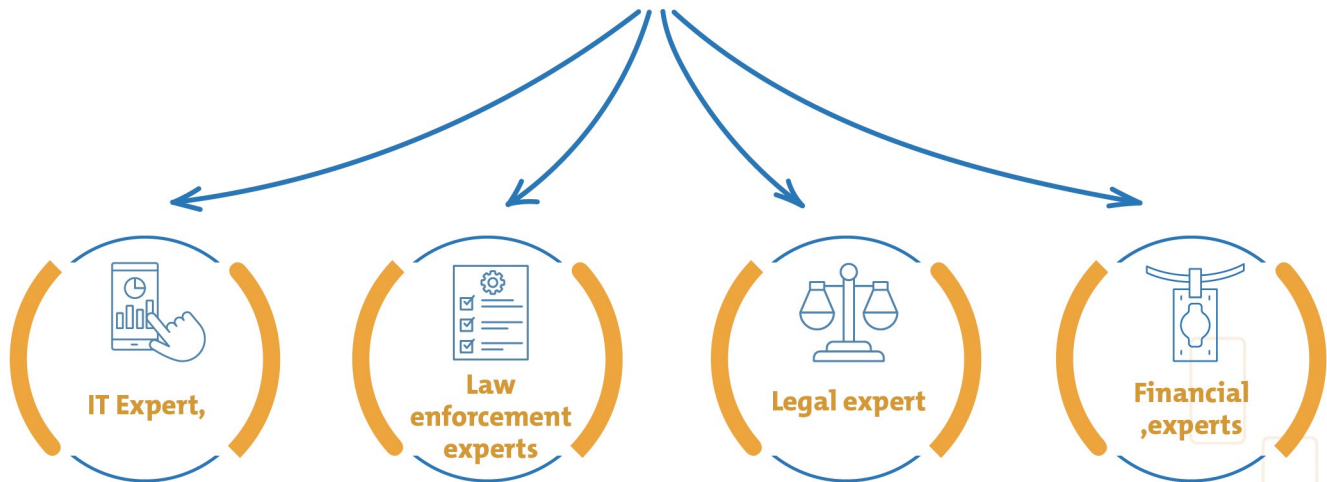 IT Expert,
Law
enforcement
experts
Legal expert
Financial
,experts